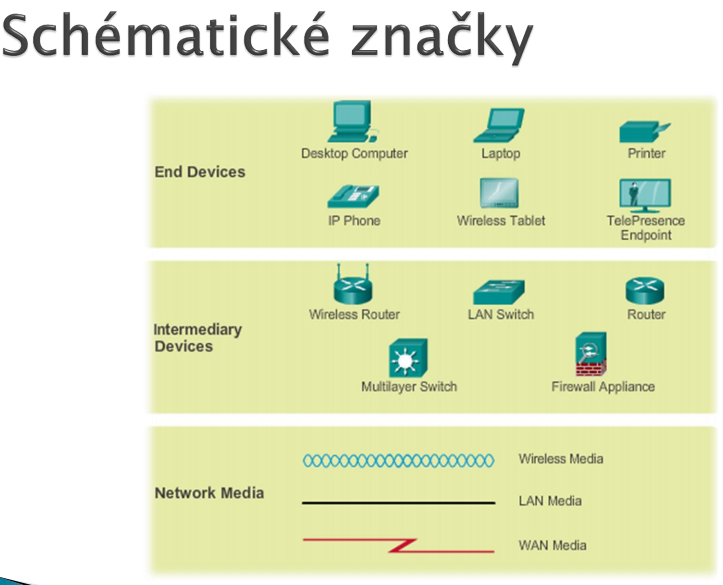 Schématické značky
End Devices
Desktop Computer
Laptop
Printer
IP Phone
Wireless Tablet
TelePresence
Endpoint
Intermediary
Devices
Wireless Router
LAN Switch
Router
Multilayer Switch
Firewall Appliance
Network Media
Wireless Media
LAN Media
WAN Media